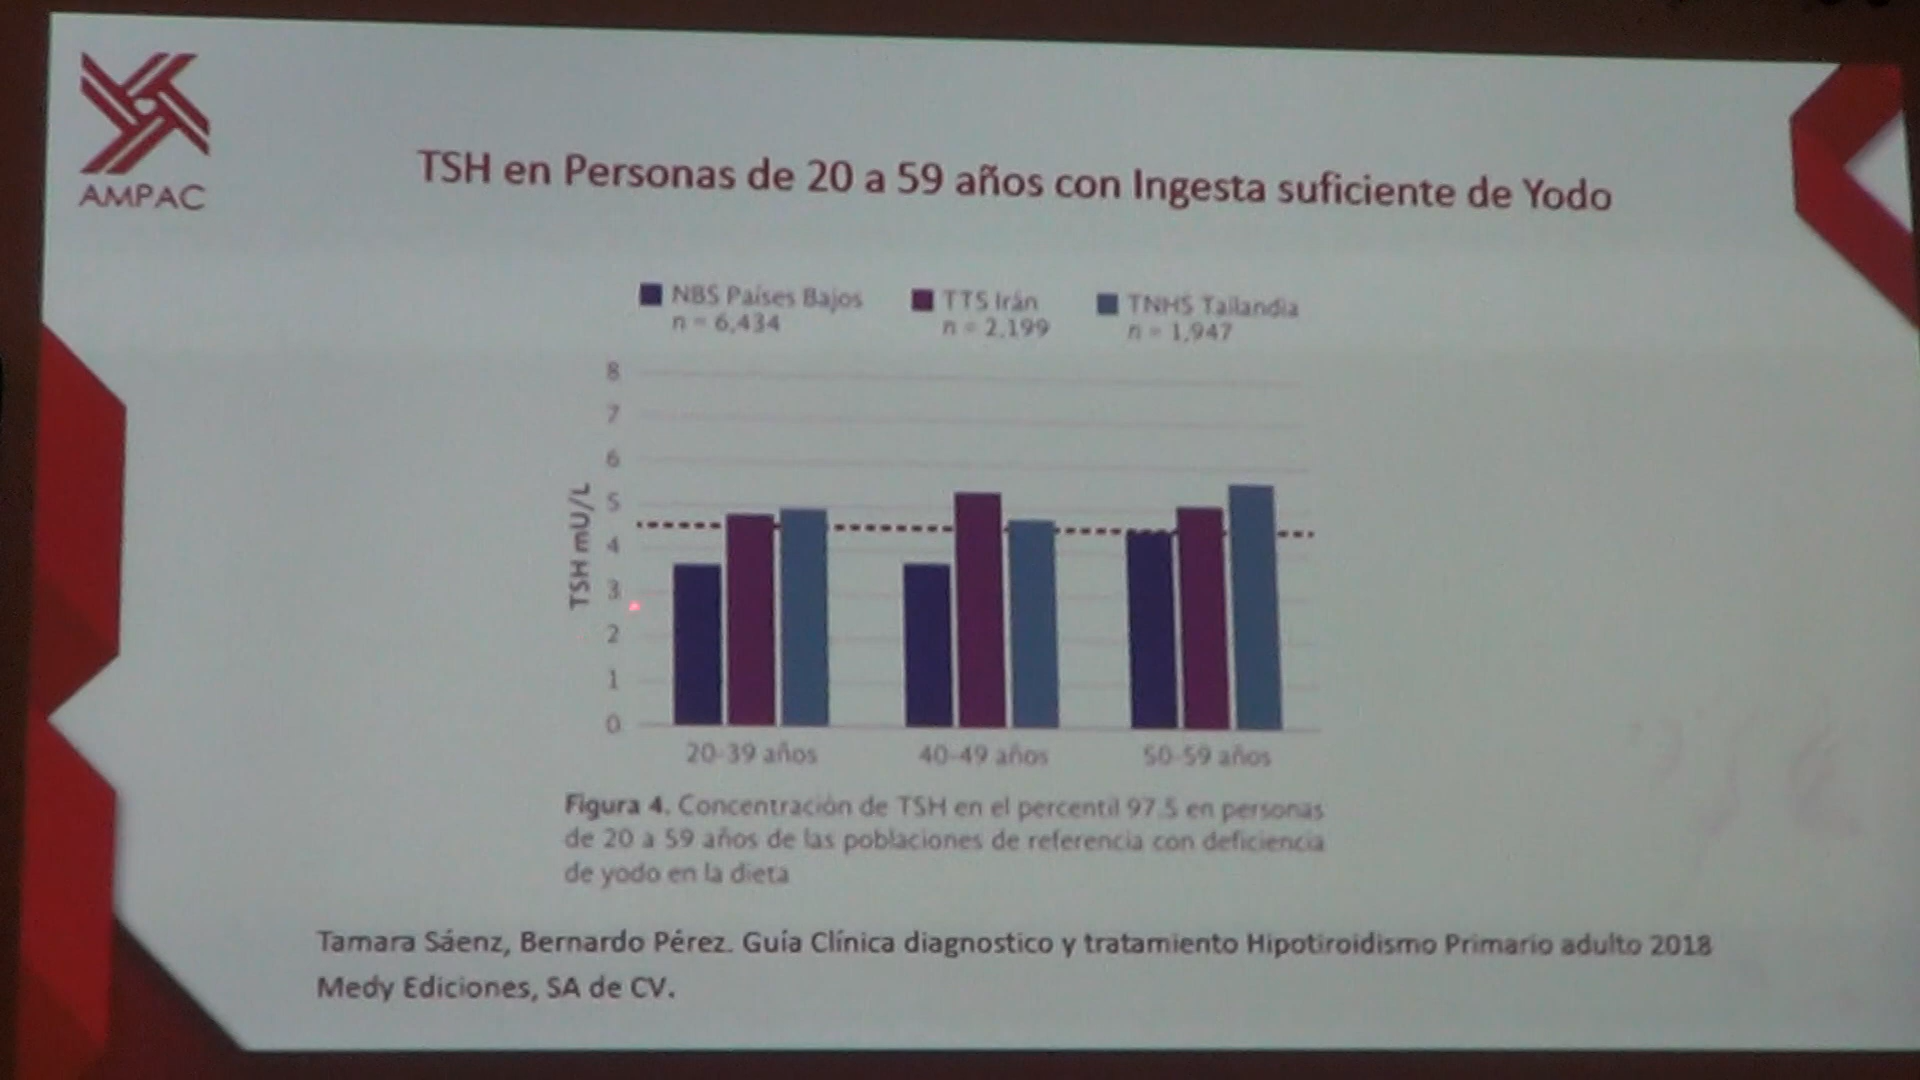 AMPAC
TSH en Personas de 20 a 59 años con Ingesta suficiente de Yodo
NBS Países Bajos
n = 6,434
TTS Irán
n = 2,199
TNHS Tailandia
n = 1,947
TSH mU/L
8
7
6
5
4
3
2
1
0
20-39 años
40-49 años
50-59 años
Figura 4. Concentración de TSH en el percentil 97.5 en personas
de 20 a 59 años de las poblaciones de referencia con deficiencia
de yodo en la dieta
Tamara Sáenz, Bernardo Pérez. Guía Clínica diagnostico y tratamiento Hipotiroidismo Primario adulto 2018
Medy Ediciones, SA de CV.